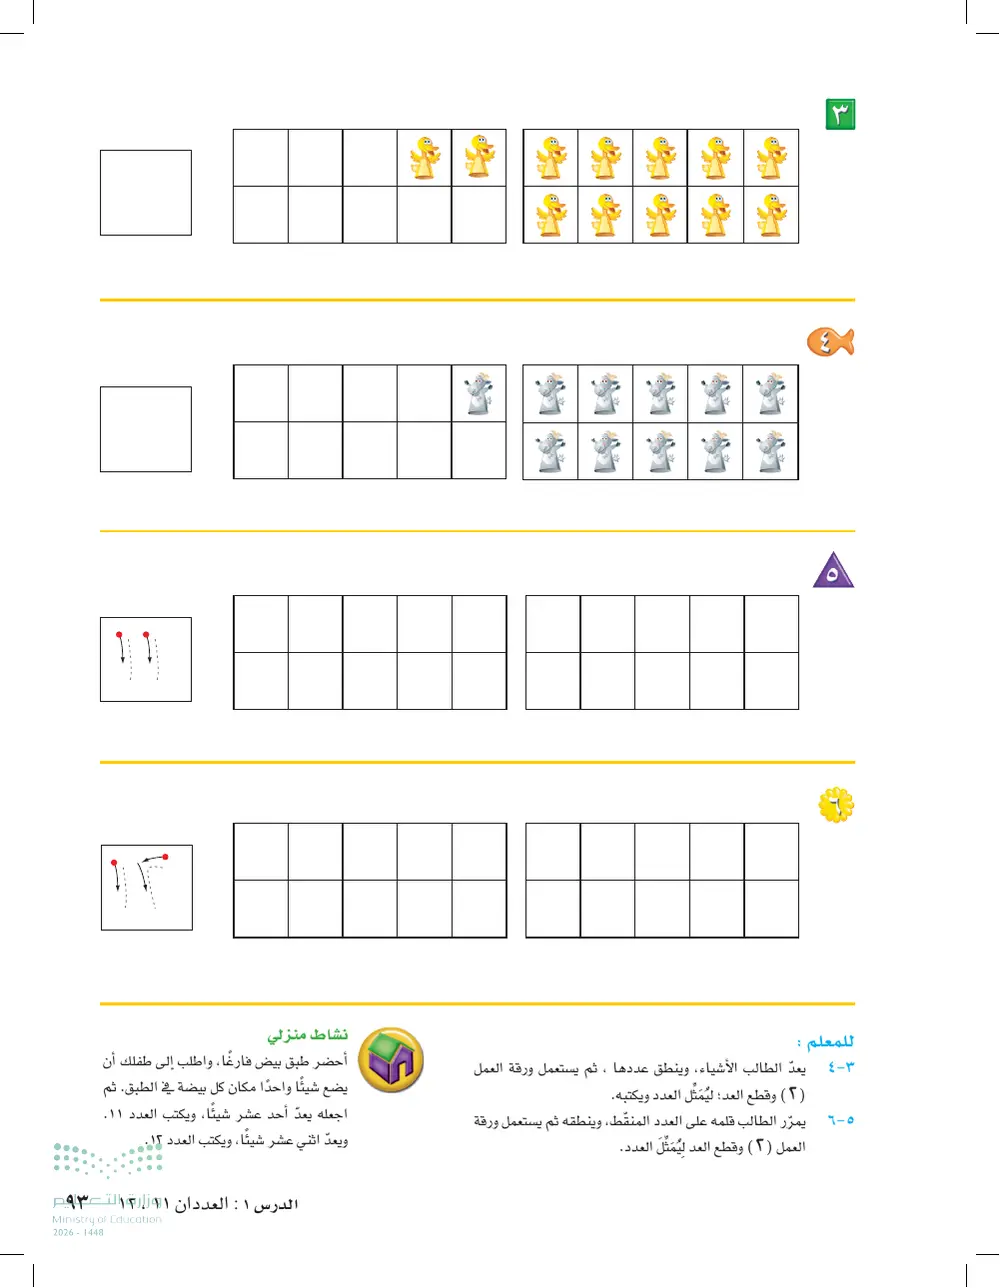 ٣
٤
٥
١١
٦
١٢
للمعلم :
٣-٤ يعدّ الطالب الأشياء، وينطق عددها ، ثم يستعمل ورقة العمل
(٢) وقطع العد؛ ليُمَثِّل العدد ويكتبه.
٥-٦ يمرّر الطالب قلمه على العدد المنقّط، وينطقه ثم يستعمل ورقة
العمل (٢) وقطع العد لِيُمَثِّلَ العدد.
نشاط منزلي
أحضر طبق بيض فارغًا، واطلب إلى طفلك أن
يضع شيئًا واحدًا مكان كل بيضة في الطبق. ثم
اجعله يعدّ أحد عشر شيئًا، ويكتب العدد ١١.
ويعدّ اثني عشر شيئًا، ويكتب العدد ١٢.
الدرس ١ : العددان ١١ ، ١٢ ٩٣
وزارة التعليم
Ministry of Education
2026 - 1448